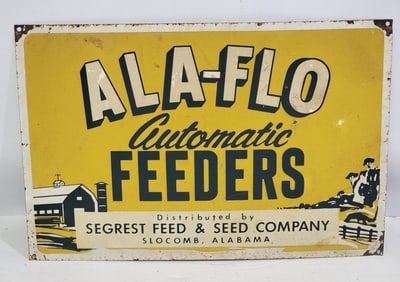 ALA-FLO
Automatic
FEEDERS
Distributed by
SEGREST FEED & SEED COMPANY
SLOCOMB, ALABAMA